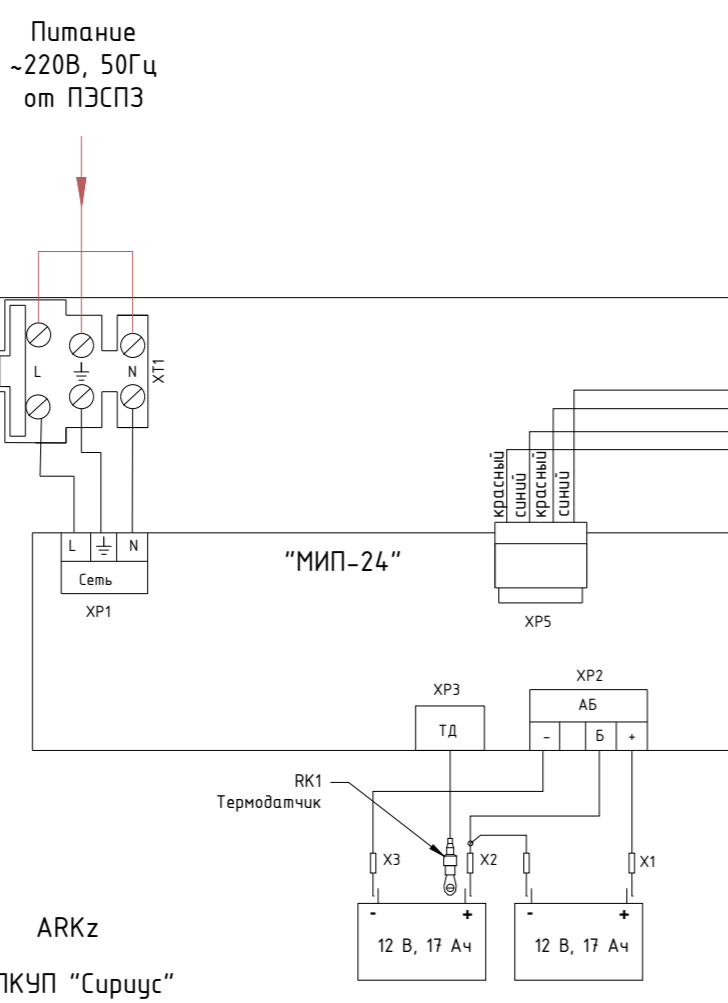 Питание
~220В, 50Гц
от ПЭСПЗ
L
N
XT1
красный
синий
красный
синий
L
N
Сеть
XP1
"МИП-24"
XP5
XP3
ТД
XP2
АБ
- Б +
RK1
Термодатчик
X3
X2
X1
- +
12 В, 17 Ач
- +
12 В, 17 Ач
ARKz
ПКУП "Сириус"